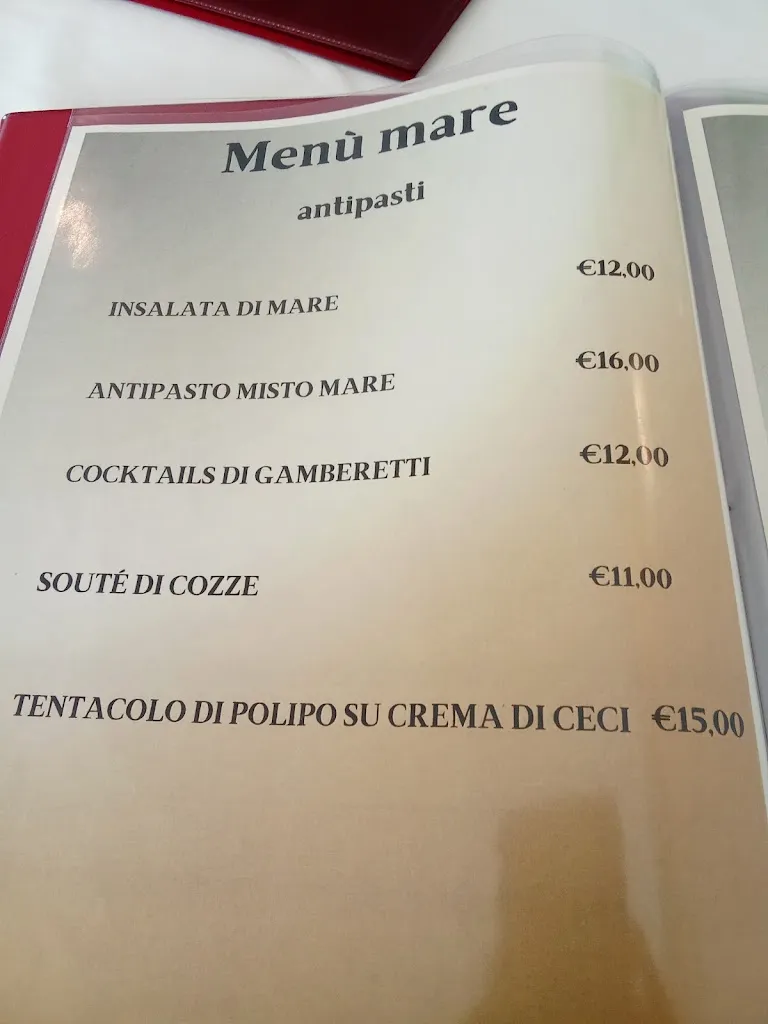 Menù mare
antipasti
INSALATA DI MARE €12,00
ANTIPASTO MISTO MARE €16,00
COCKTAILS DI GAMBERETTI €12,00
SOUTÉ DI COZZE €11,00
TENTACOLO DI POLIPO SU CREMA DI CECI €15,00